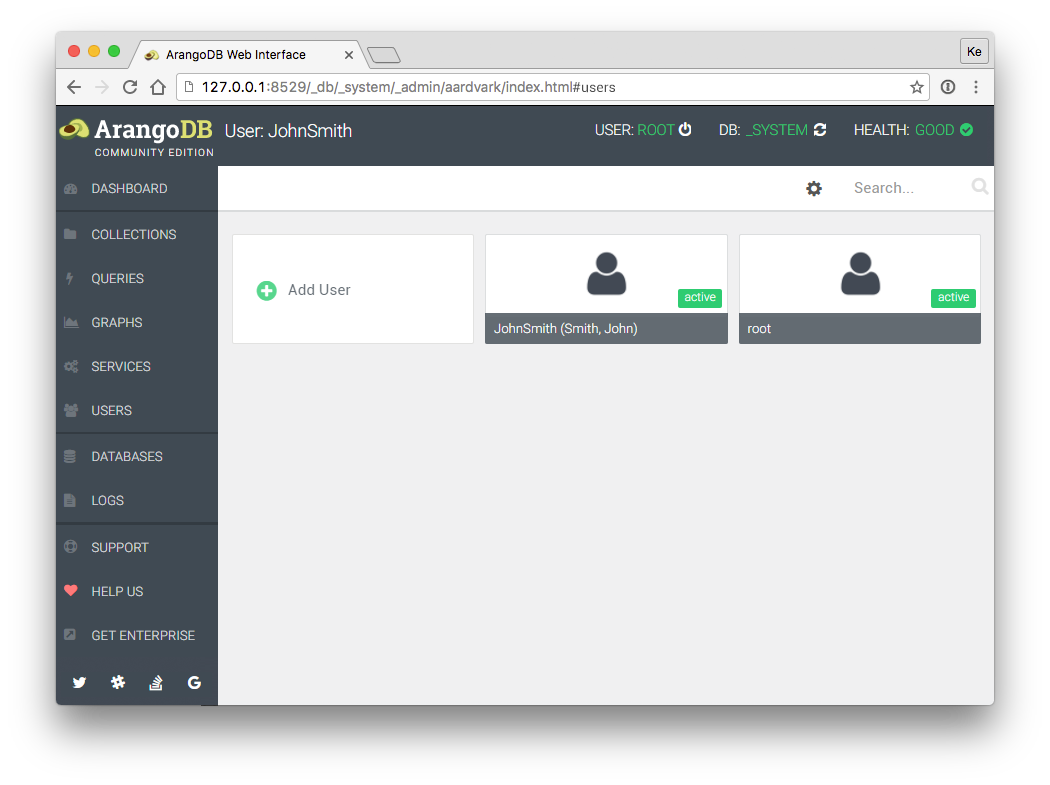 ArangoDB Web Interface
Ke
127.0.0.1:8529/_db/_system/_admin/aardvark/index.html#users
ArangoDB
COMMUNITY EDITION
User: JohnSmith
USER: ROOT
DB: _SYSTEM
HEALTH: GOOD
DASHBOARD
Search...
COLLECTIONS
QUERIES
GRAPHS
SERVICES
USERS
DATABASES
LOGS
SUPPORT
HELP US
GET ENTERPRISE
Add User
active
JohnSmith (Smith, John)
active
root